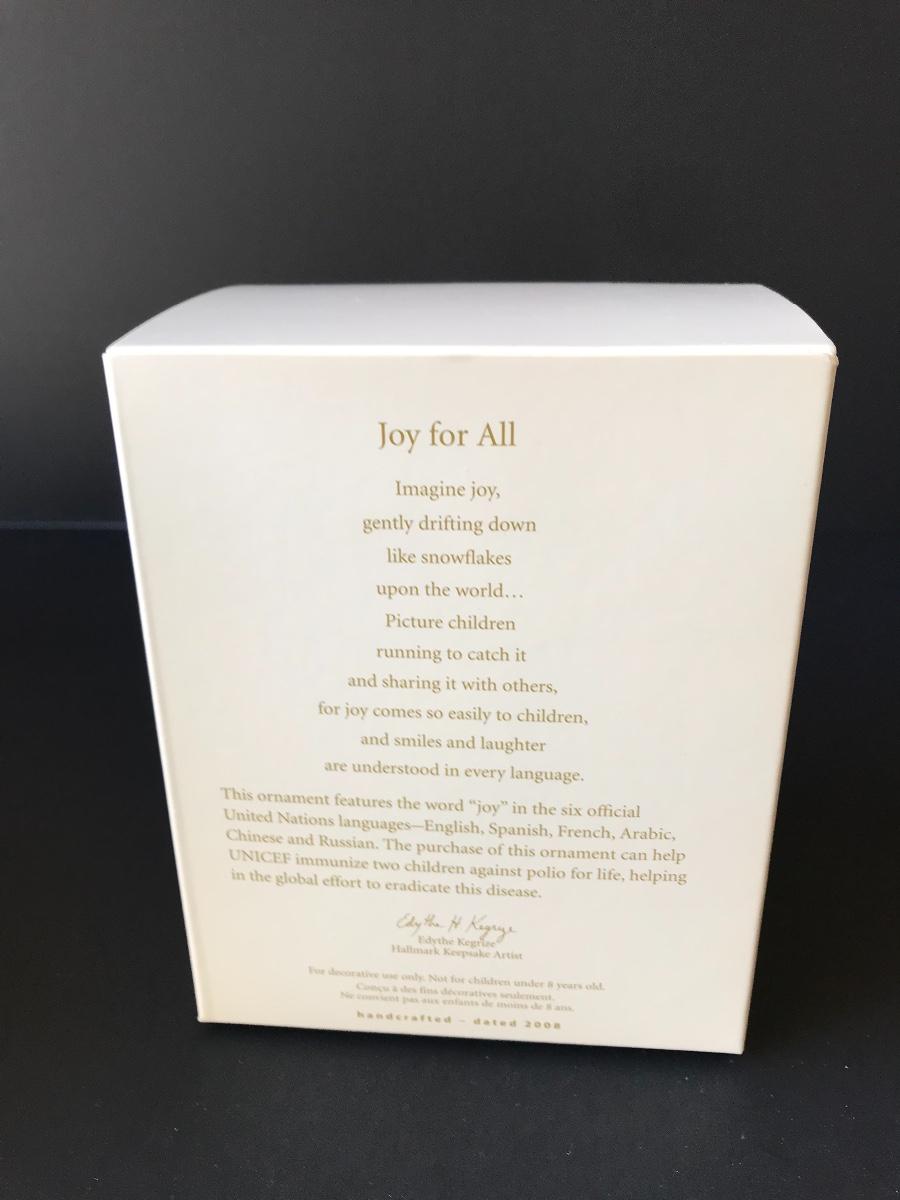 Joy for All
Imagine joy,
gently drifting down
like snowflakes
upon the world...
Picture children
running to catch it
and sharing it with others,
for joy comes so easily to children,
and smiles and laughter
are understood in every language.
This ornament features the word “joy” in the six official
United Nations languages—English, Spanish, French, Arabic,
Chinese and Russian. The purchase of this ornament can help
UNICEF immunize two children against polio for life, helping
in the global effort to eradicate this disease.
Edythe H Kegrize
Edythe Kegrize
Hallmark Keepsake Artist
For decorative use only. Not for children under 8 years old.
Conçu à des fins décoratives seulement.
Ne convient pas aux enfants de moins de 8 ans.
handcrafted – dated 2008